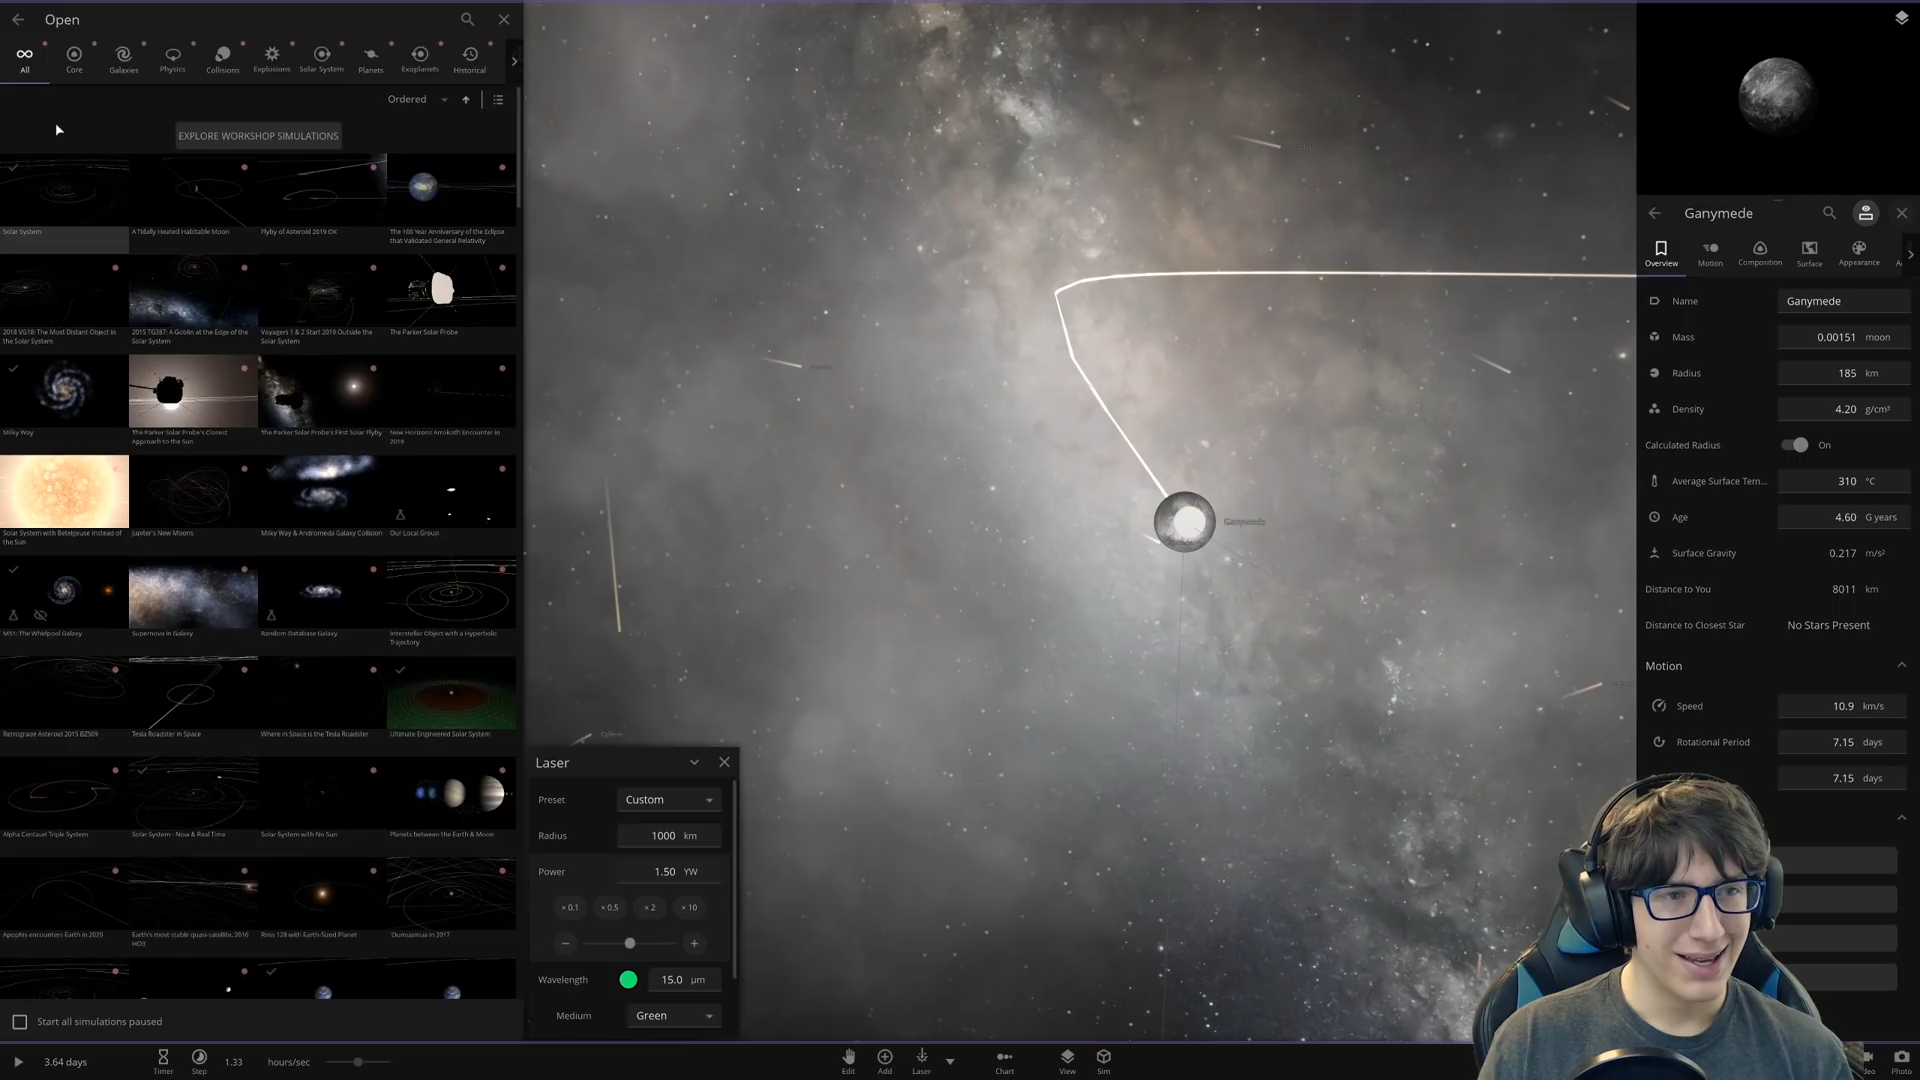 Open
All
Core
Galaxies
Physics
Collisions
Explosions
Solar System
Planets
Exoplanets
Historical
Ordered
EXPLORE WORKSHOP SIMULATIONS
Solar System
A Tidally Heated Habitable Moon
Flyby of Asteroid 2019 OK
The 100 Year Anniversary of the Eclipse
that Validated General Relativity
2018 VG18: The Most Distant Object in
the Solar System
2015 TG387: A Goblin at the Edge of the
Solar System
Voyagers 1 & 2 Start 2019 Outside the
Solar System
The Parker Solar Probe
Milky Way
The Parker Solar Probe's Closest
Approach to the Sun
The Parker Solar Probe's First Solar Flyby
New Horizons Arrokoth Encounter in
2019
Solar System with Betelgeuse Instead of
the Sun
Jupiter's New Moons
Milky Way & Andromeda Galaxy Collision
Our Local Group
M51: The Whirlpool Galaxy
Supernova in Galaxy
Random Database Galaxy
Interstellar Object with a Hyperbolic
Trajectory
Retrograde Asteroid 2015 BZ509
Tesla Roadster in Space
Where in Space is the Tesla Roadster
Ultimate Engineered Solar System
Alpha Centauri Triple System
Solar System - Now & Real Time
Solar System with No Sun
Planets between the Earth & Moon
Apophis encounters Earth in 2029
Earth's most stable quasi-satellite, 2016
HO3
Ross 128 with Earth-Sized Planet
'Oumuamua in 2017
Start all simulations paused
3.64 days
Timer
Step
1.33 hours/sec
Ganymede
Cyllene
Laser
Preset
Custom
Radius
1000 km
Power
1.50 YW
× 0.1
× 0.5
× 2
× 10
Wavelength
15.0 μm
Medium
Green
Edit
Add
Laser
Chart
View
Sim
Ganymede
Overview
Motion
Composition
Surface
Appearance
Name
Ganymede
Mass
0.00151 moon
Radius
185 km
Density
4.20 g/cm³
Calculated Radius
On
Average Surface Tem...
310 °C
Age
4.60 G years
Surface Gravity
0.217 m/s²
Distance to You
8011 km
Distance to Closest Star
No Stars Present
Motion
Speed
10.9 km/s
Rotational Period
7.15 days
7.15 days
Photo